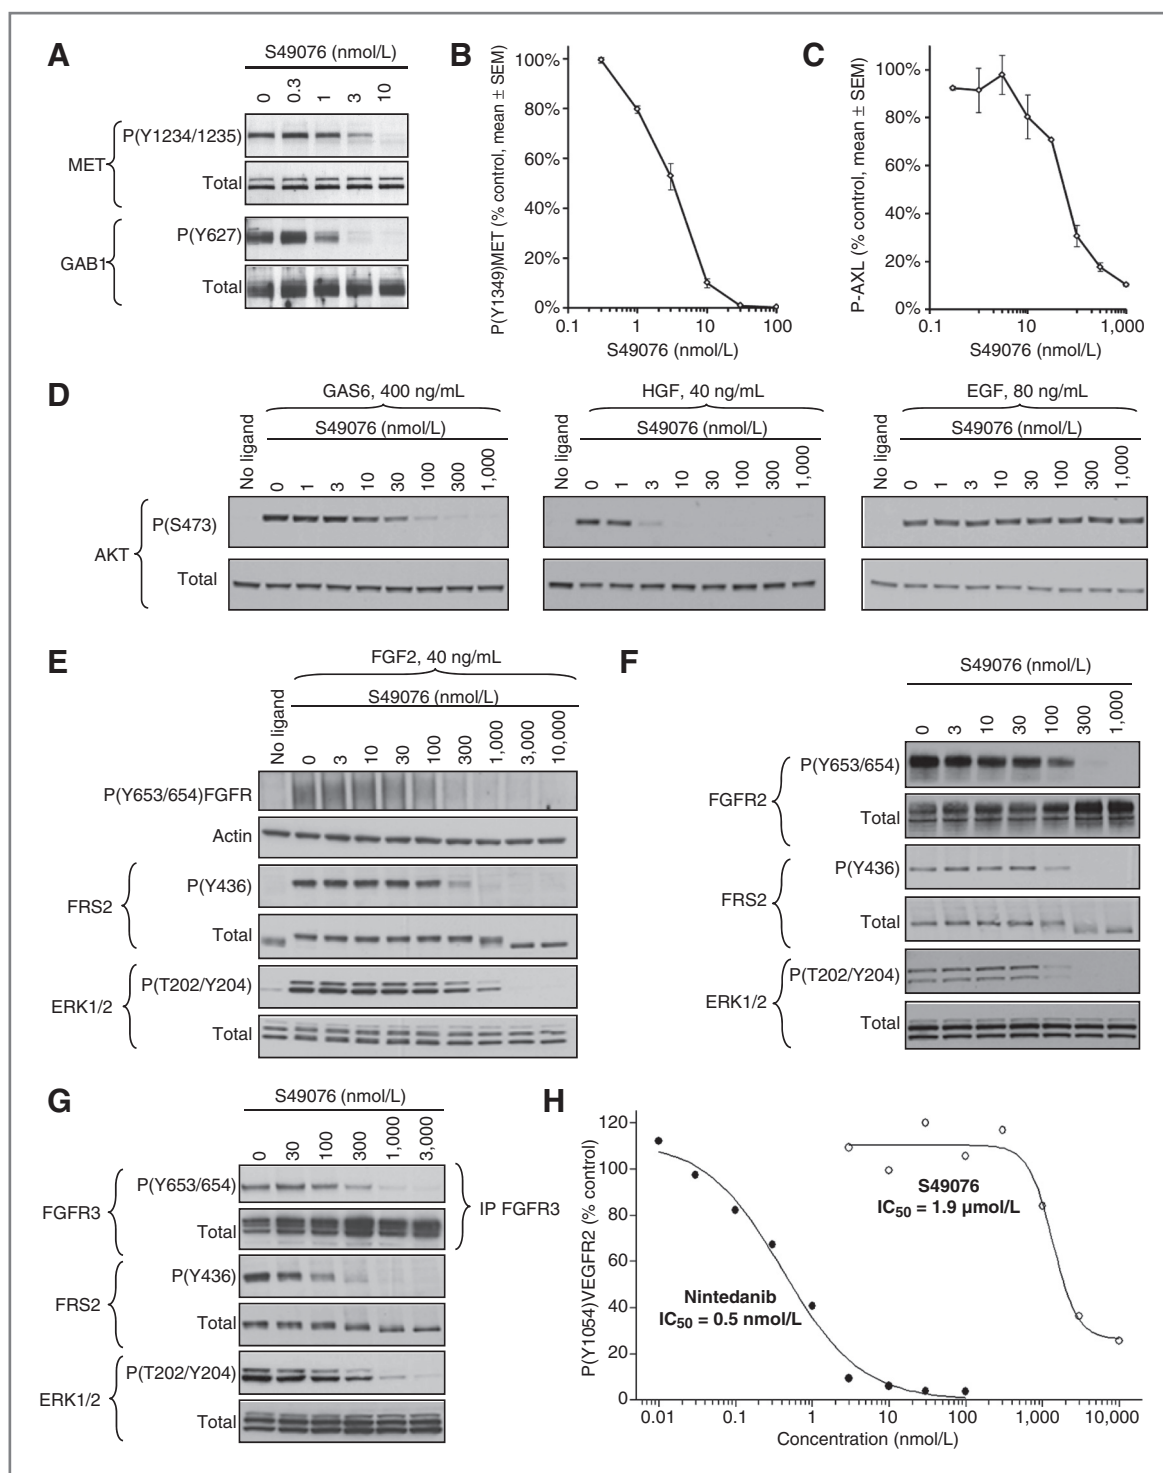 A
S49076 (nmol/L)
0 0.3 1 3 10
MET
P(Y1234/1235)
Total
GAB1
P(Y627)
Total
B
P(Y1349)MET (% control, mean ± SEM)
100%
80%
60%
40%
20%
0%
0.1 1 10 100
S49076 (nmol/L)
C
P-AXL (% control, mean ± SEM)
100%
80%
60%
40%
20%
0%
0.1 10 1,000
S49076 (nmol/L)
D
GAS6, 400 ng/mL
S49076 (nmol/L)
No ligand 0 1 3 10 30 100 300 1,000
HGF, 40 ng/mL
S49076 (nmol/L)
No ligand 0 1 3 10 30 100 300 1,000
EGF, 80 ng/mL
S49076 (nmol/L)
No ligand 0 1 3 10 30 100 300 1,000
AKT
P(S473)
Total
E
FGF2, 40 ng/mL
S49076 (nmol/L)
No ligand 0 3 10 30 100 300 1,000 3,000 10,000
P(Y653/654)FGFR
Actin
FRS2
P(Y436)
Total
ERK1/2
P(T202/Y204)
Total
F
S49076 (nmol/L)
0 3 10 30 100 300 1,000
FGFR2
P(Y653/654)
Total
FRS2
P(Y436)
Total
ERK1/2
P(T202/Y204)
Total
G
S49076 (nmol/L)
0 30 100 300 1,000 3,000
FGFR3
P(Y653/654)
Total
IP FGFR3
FRS2
P(Y436)
Total
ERK1/2
P(T202/Y204)
Total
H
P(Y1054)VEGFR2 (% control)
120
100
80
60
40
20
0
S49076
IC50 = 1.9 µmol/L
Nintedanib
IC50 = 0.5 nmol/L
0.01 0.1 1 10 100 1,000 10,000
Concentration (nmol/L)